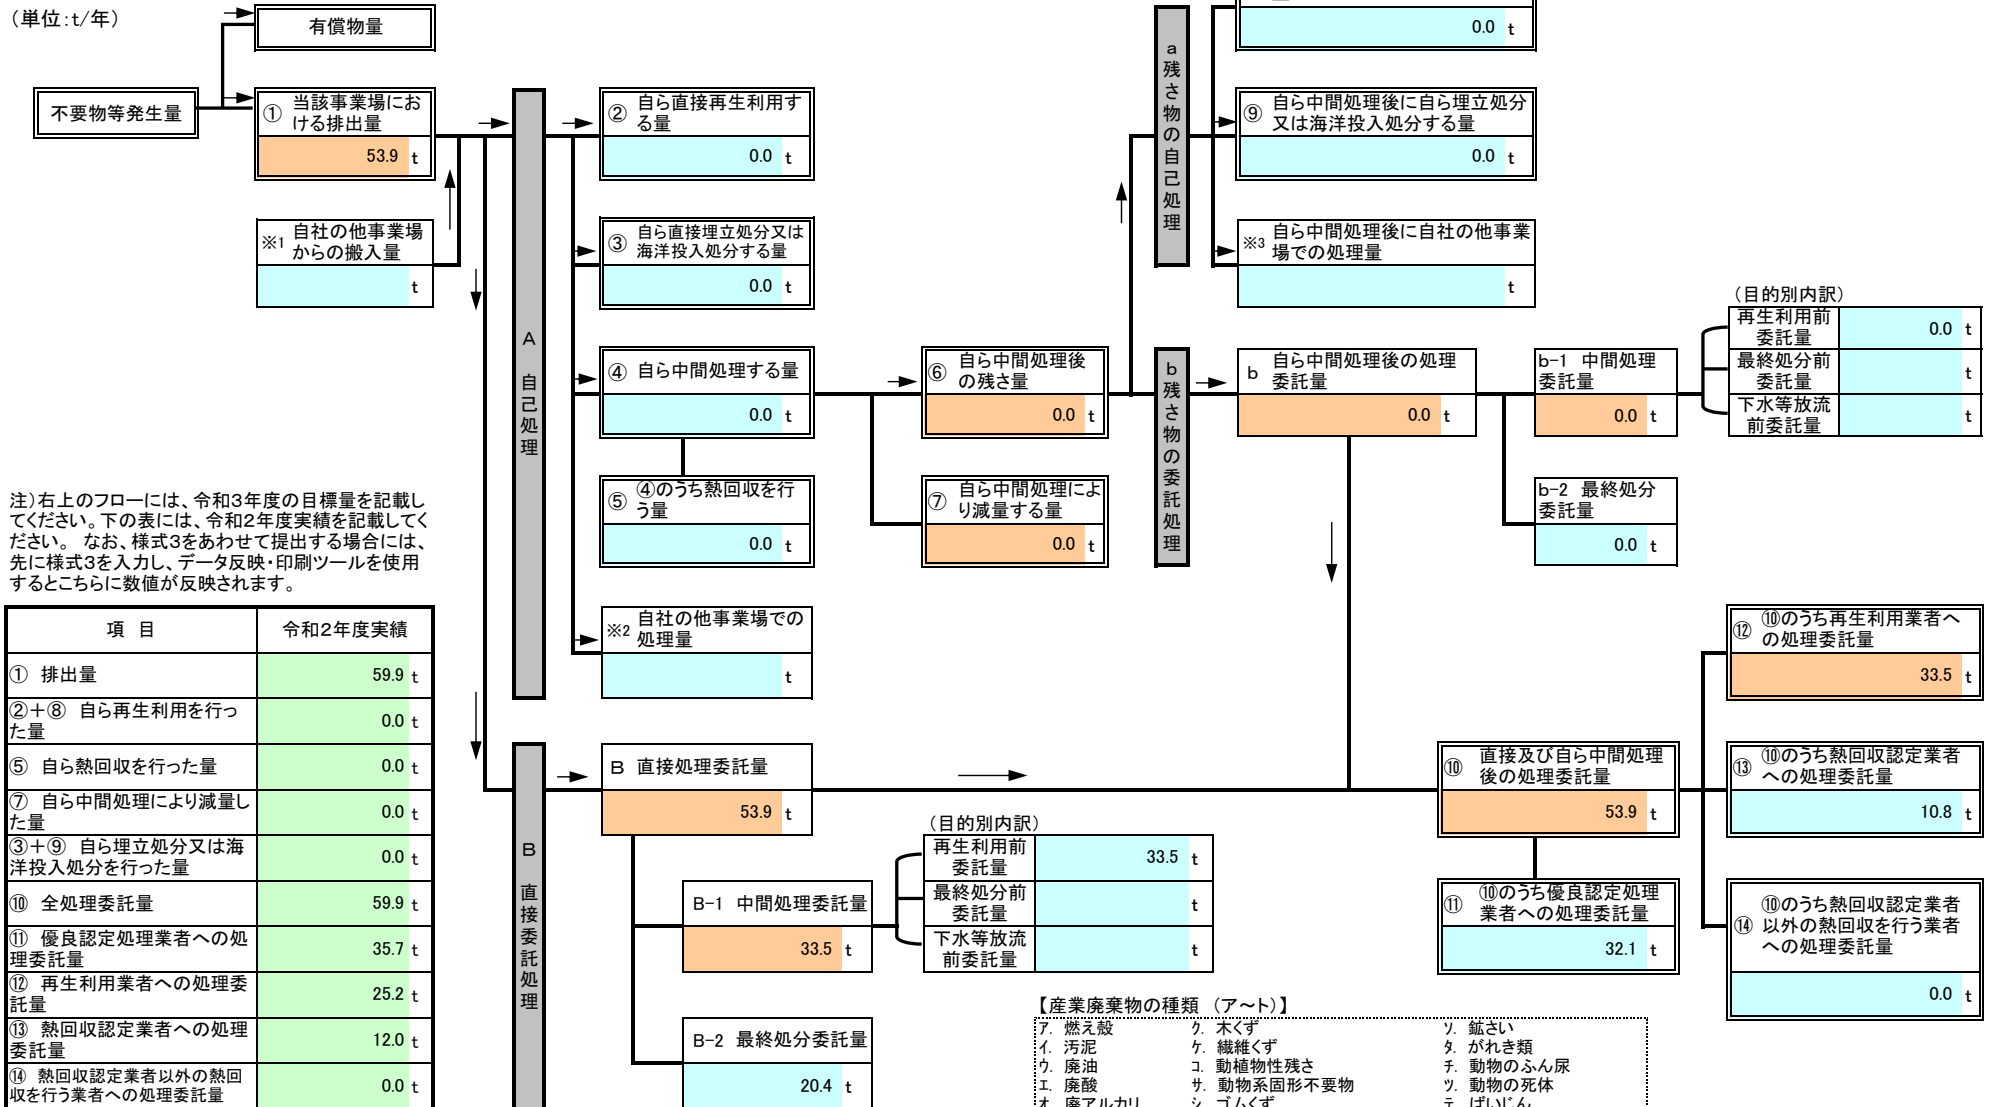 （単位：t/年）
有償物量
不要物等発生量
① 当該事業場にお
ける排出量
53.9 t
※1 自社の他事業場
からの搬入量
t
A 自己処理
② 自ら直接再生利用す
る量
0.0 t
③ 自ら直接埋立処分又は
海洋投入処分する量
0.0 t
④ 自ら中間処理する量
0.0 t
⑤ ④のうち熱回収を行
う量
0.0 t
※2 自社の他事業場での
処理量
t
⑥ 自ら中間処理後
の残さ量
0.0 t
⑦ 自ら中間処理によ
り減量する量
0.0 t
a 残さ物の自己処理
0.0 t
⑨ 自ら中間処理後に自ら埋立処分
又は海洋投入処分する量
0.0 t
※3 自ら中間処理後に自社の他事業
場での処理量
t
b 残さ物の委託処理
b 自ら中間処理後の処理
委託量
0.0 t
b-1 中間処理
委託量
0.0 t
（目的別内訳）
再生利用前
委託量
0.0 t
最終処分前
委託量
t
下水等放流
前委託量
t
b-2 最終処分
委託量
0.0 t
注）右上のフローには、令和3年度の目標量を記載し
てください。下の表には、令和2年度実績を記載してく
ださい。 なお、様式3をあわせて提出する場合には、
先に様式3を入力し、データ反映・印刷ツールを使用
するとこちらに数値が反映されます。
項 目 令和2年度実績
① 排出量 59.9 t
②＋⑧ 自ら再生利用を行っ
た量 0.0 t
⑤ 自ら熱回収を行った量 0.0 t
⑦ 自ら中間処理により減量し
た量 0.0 t
③＋⑨ 自ら埋立処分又は海
洋投入処分を行った量 0.0 t
⑩ 全処理委託量 59.9 t
⑪ 優良認定処理業者への処
理委託量 35.7 t
⑫ 再生利用業者への処理委
託量 25.2 t
⑬ 熱回収認定業者への処理
委託量 12.0 t
⑭ 熱回収認定業者以外の熱回
収を行う業者への処理委託量 0.0 t
B 直接委託処理
B 直接処理委託量
53.9 t
B-1 中間処理委託量
33.5 t
（目的別内訳）
再生利用前
委託量
33.5 t
最終処分前
委託量
t
下水等放流
前委託量
t
B-2 最終処分委託量
20.4 t
⑩ 直接及び自ら中間処理
後の処理委託量
53.9 t
⑪ ⑩のうち優良認定処理
業者への処理委託量
32.1 t
⑫ ⑩のうち再生利用業者へ
の処理委託量
33.5 t
⑬ ⑩のうち熱回収認定業者
への処理委託量
10.8 t
⑭ ⑩のうち熱回収認定業者
以外の熱回収を行う業者
への処理委託量
0.0 t
【産業廃棄物の種類 （ア～ト）】
ア. 燃え殻 ク. 木くず ソ. 鉱さい
イ. 汚泥 ケ. 繊維くず タ. がれき類
ウ. 廃油 コ. 動植物性残さ チ. 動物のふん尿
エ. 廃酸 サ. 動物系固形不要物 ツ. 動物の死体
オ. 廃アルカリ シ. ゴムくず テ. ばいじん